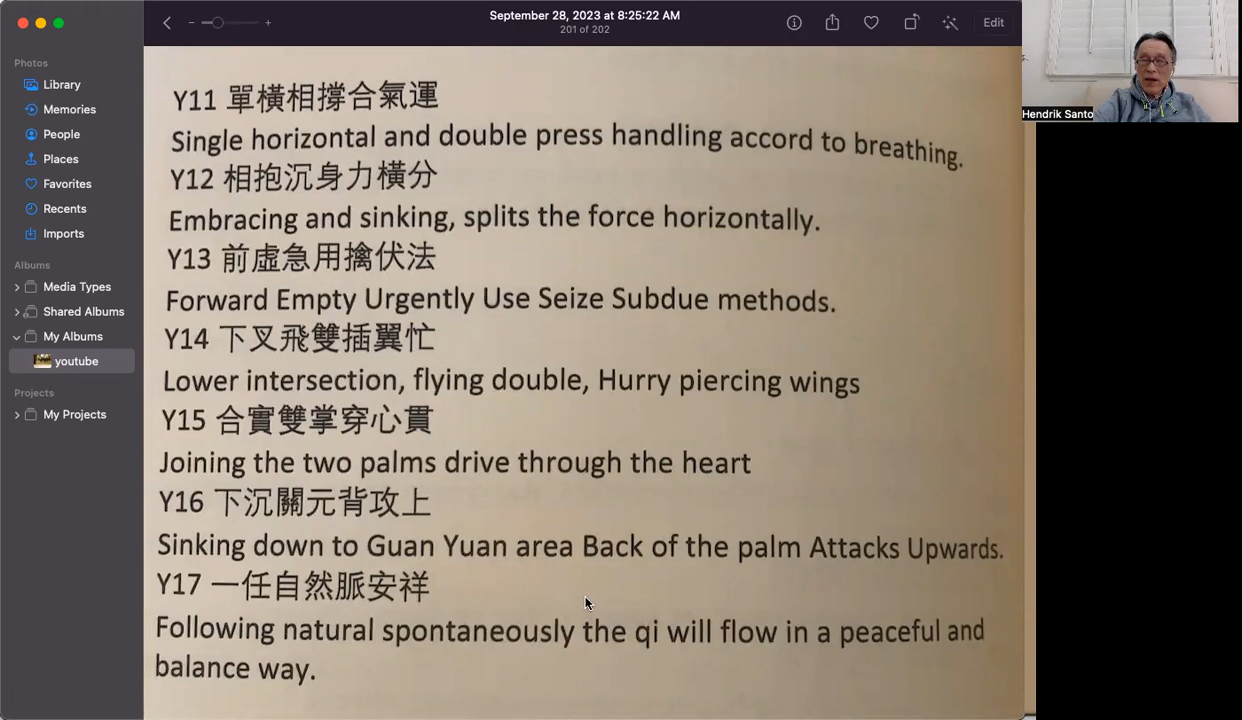 September 28, 2023 at 8:25:22 AM
201 of 202
Edit
Photos
Library
Memories
People
Places
Favorites
Recents
Imports
Albums
Media Types
Shared Albums
My Albums
youtube
Projects
My Projects
Y11 單橫相撐合氣運
Single horizontal and double press handling accord to breathing.
Y12 相抱沉身力橫分
Embracing and sinking, splits the force horizontally.
Y13 前虛急用擒伏法
Forward Empty Urgently Use Seize Subdue methods.
Y14 下叉飛雙插翼忙
Lower intersection, flying double, Hurry piercing wings
Y15 合實雙掌穿心貫
Joining the two palms drive through the heart
Y16 下沉關元背攻上
Sinking down to Guan Yuan area Back of the palm Attacks Upwards.
Y17 一任自然脈安祥
Following natural spontaneously the qi will flow in a peaceful and
balance way.
Hendrik Santo